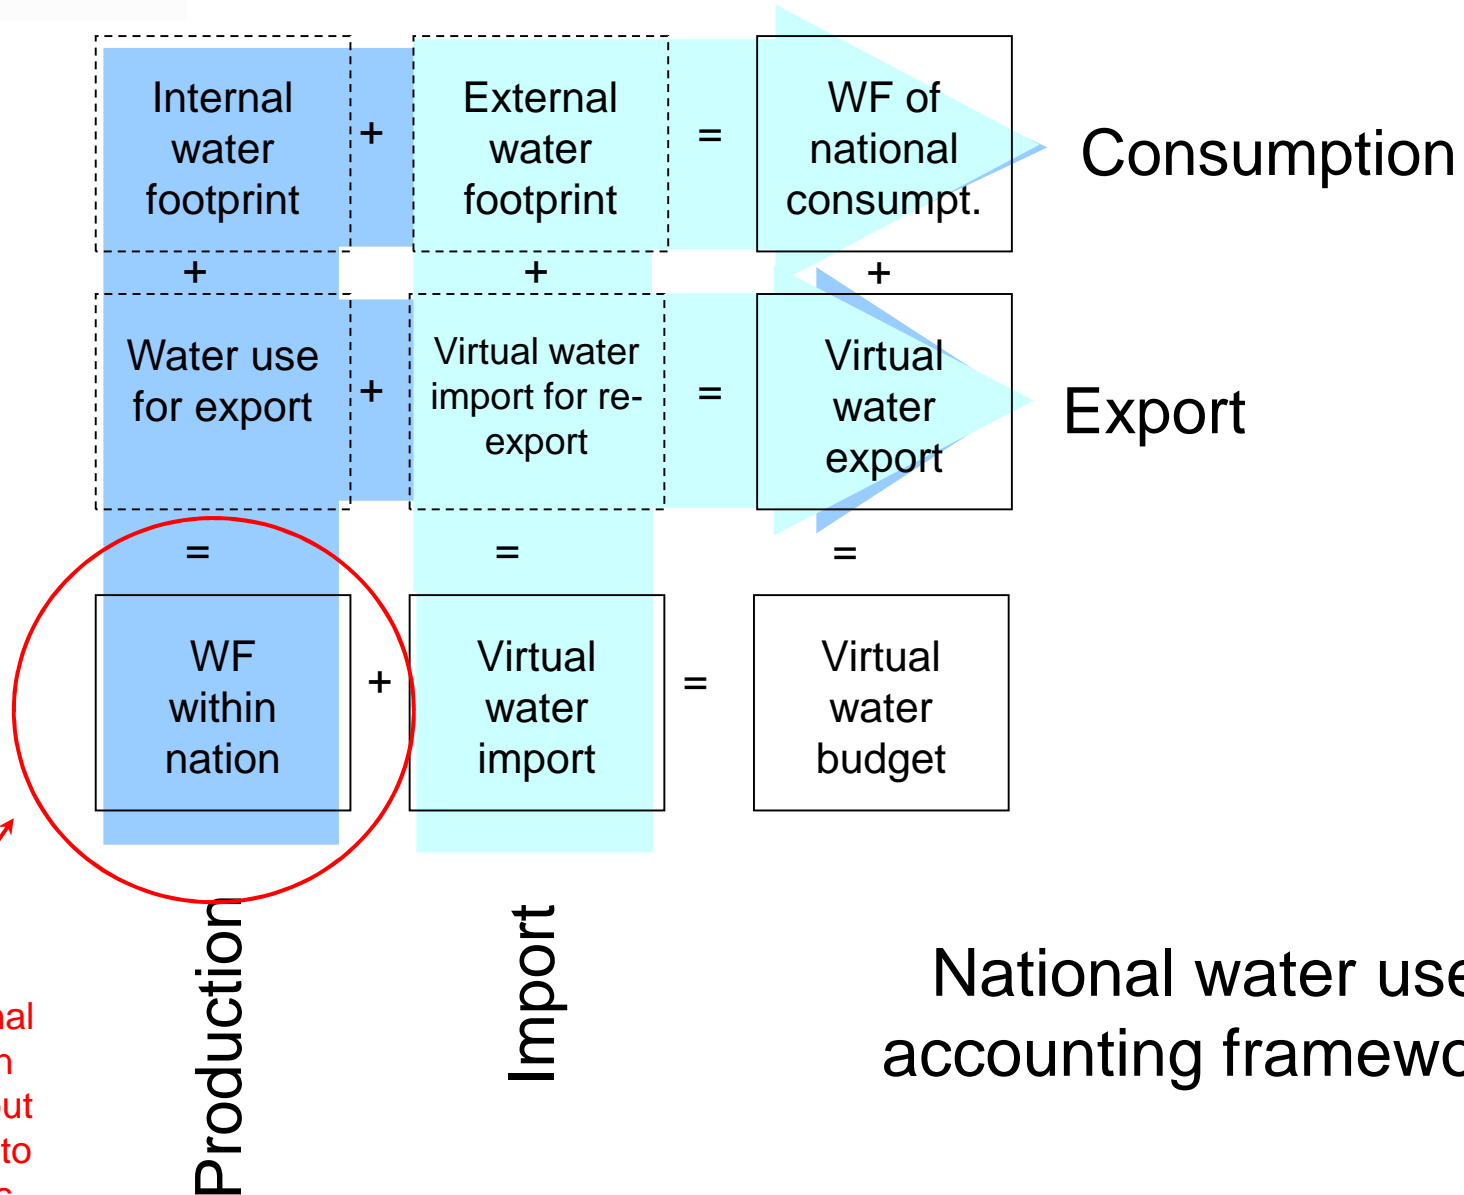 Internal
water
footprint
+
External
water
footprint
=
WF of
national
consumpt.
Consumption
+
+
+
Water use
for export
+
Virtual water
import for re-
export
=
Virtual
water
export
Export
=
=
=
WF
within
nation
+
Virtual
water
import
=
Virtual
water
budget
Production
Import
National water use
accounting
to